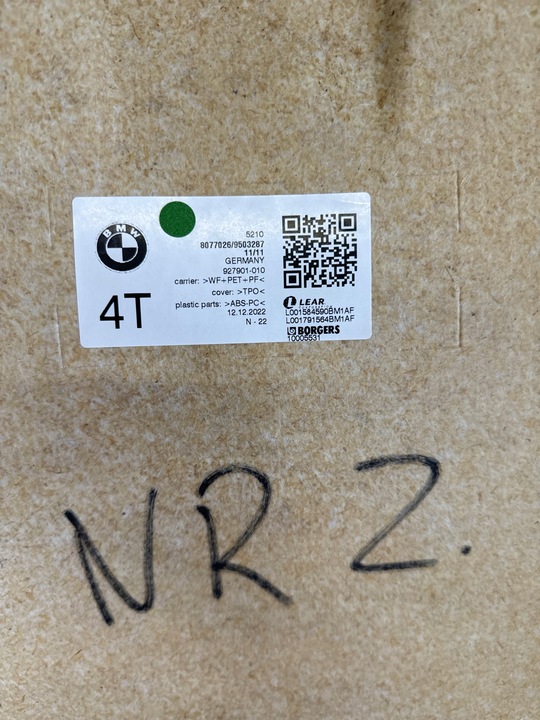 BMW
5210
8077026/9503287
11/11
GERMANY
927901-010
carrier: >WF+PET+PF<
cover: >TPO<
plastic parts: >ABS-PC<
12.12.2022
N - 22
4T
LEAR
L001584590BM1AF
L001791564BM1AF
BORGERS
10005531
NR 2.